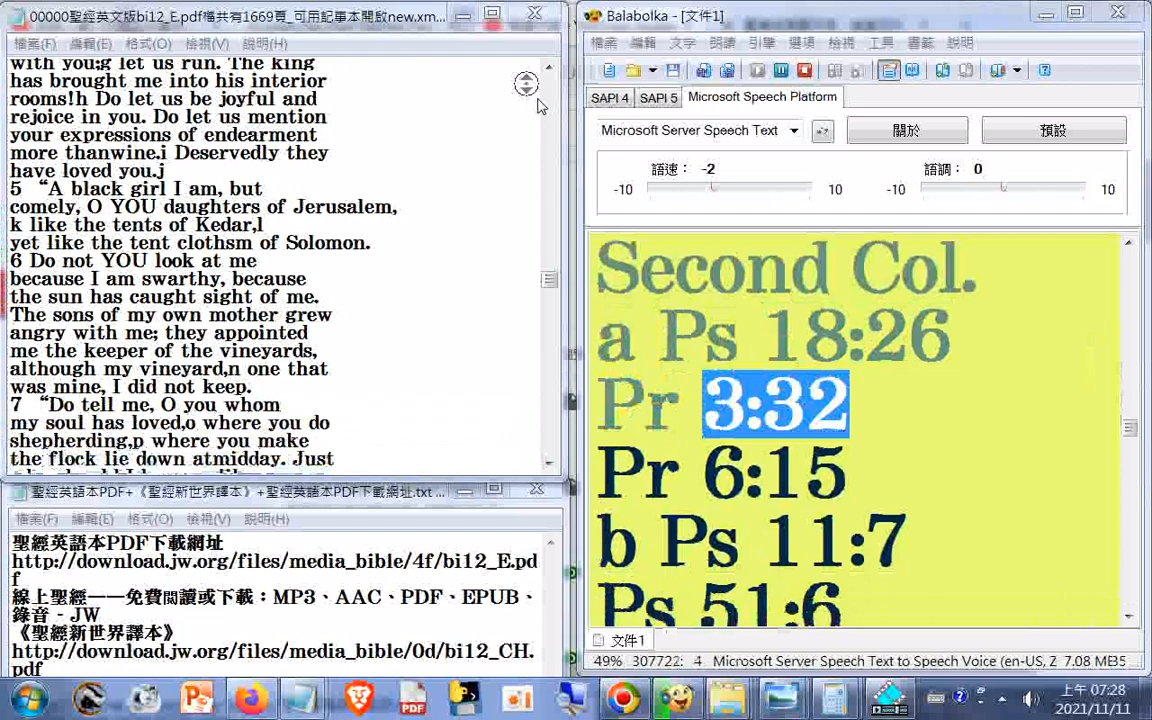 00000聖經英文版bi12_E.pdf檔共有1669頁_可用記事本開啟new.xm...
檔案(F) 編輯(E) 格式(O) 檢視(V) 說明(H)
with you;g let us run. The king
has brought me into his interior
rooms!h Do let us be joyful and
rejoice in you. Do let us mention
your expressions of endearment
more thanwine.i Deservedly they
have loved you.j
5 “A black girl I am, but
comely, O YOU daughters of Jerusalem,
k like the tents of Kedar,l
yet like the tent clothsm of Solomon.
6 Do not YOU look at me
because I am swarthy, because
the sun has caught sight of me.
The sons of my own mother grew
angry with me; they appointed
me the keeper of the vineyards,
although my vineyard,n one that
was mine, I did not keep.
7 “Do tell me, O you whom
my soul has loved,o where you do
shepherding,p where you make
the flock lie down atmidday. Just
聖經英語本PDF+《聖經新世界譯本》+聖經英語本PDF下載網址.txt ...
檔案(F) 編輯(E) 格式(O) 檢視(V) 說明(H)
聖經英語本PDF下載網址
http://download.jw.org/files/media_bible/4f/bi12_E.pd
f
線上聖經——免費閱讀或下載：MP3、AAC、PDF、EPUB、
錄音 - JW
《聖經新世界譯本》
http://download.jw.org/files/media_bible/0d/bi12_CH.
pdf
Balabolka - [文件1]
檔案 編輯 文字 朗讀 引擎 選項 檢視 工具 書籤 說明
SAPI 4 SAPI 5 Microsoft Speech Platform
Microsoft Server Speech Text 關於 預設
語速： -2 語調： 0
-10 10 -10 10
Second Col.
a Ps 18:26
Pr 3:32
Pr 6:15
b Ps 11:7
Ps 51:6
文件1
49% 307722: 4 Microsoft Server Speech Text to Speech Voice (en-US, 2 7.08 MB
上午 07:28
2021/11/11